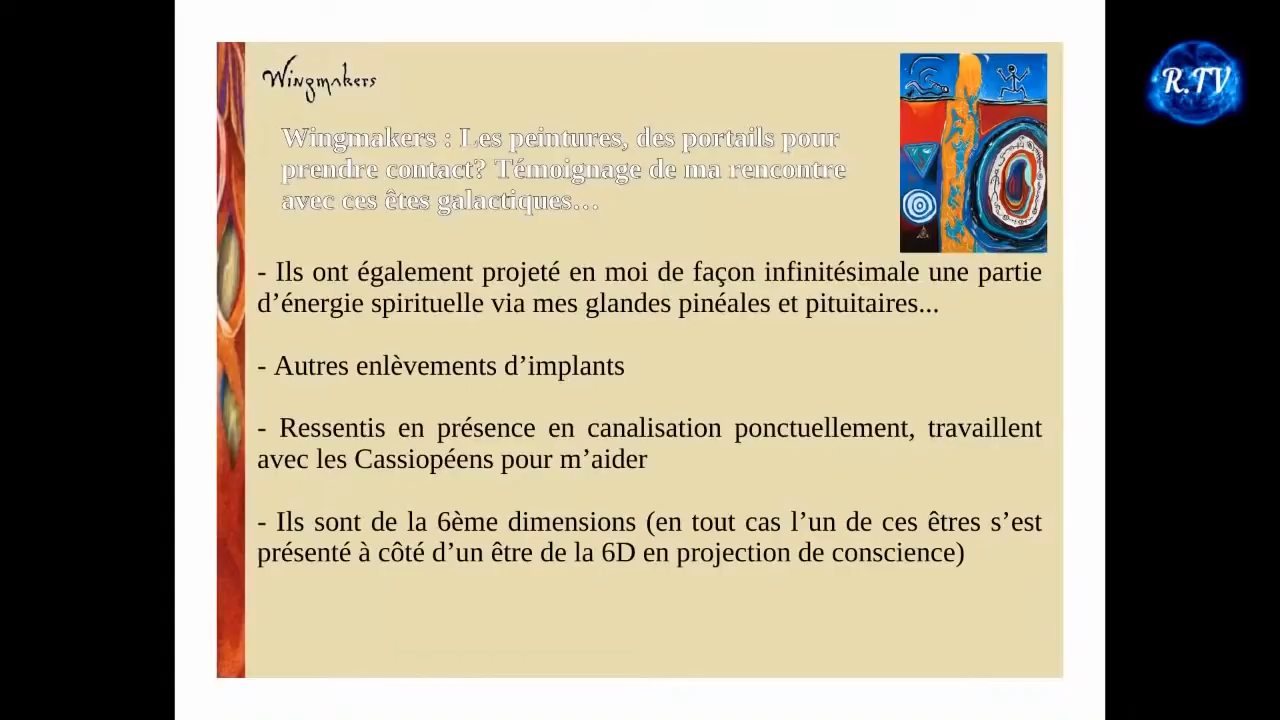 Wingmakers
R.TV
Wingmakers : Les peintures, des portails pour
prendre contact? Témoignage de ma rencontre
avec ces êtes galactiques…
- Ils ont également projeté en moi de façon infinitésimale une partie
d’énergie spirituelle via mes glandes pinéales et pituitaires...
- Autres enlèvements d’implants
- Ressentis en présence en canalisation ponctuellement, travaillent
avec les Cassiopéens pour m’aider
- Ils sont de la 6ème dimensions (en tout cas l’un de ces êtres s’est
présenté à côté d’un être de la 6D en projection de conscience)